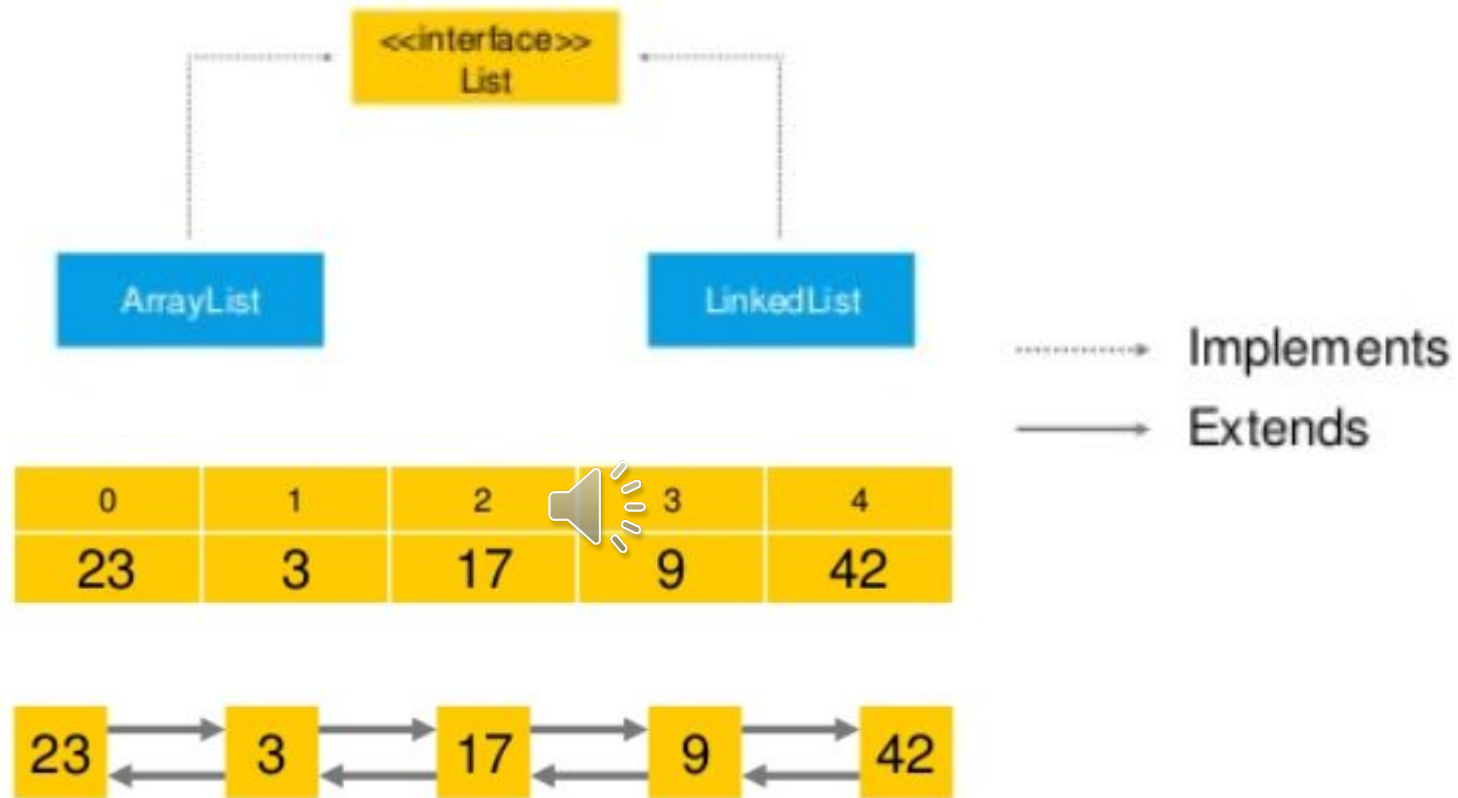 <<interface>>
List
ArrayList
LinkedList
Implements
Extends
0 1 2 3 4
23 3 17 9 42
23 3 17 9 42